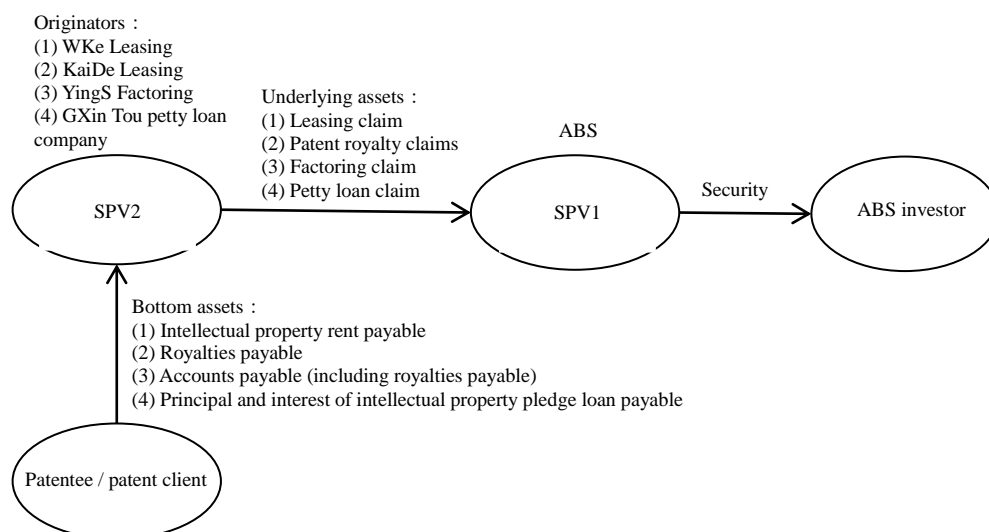 Originators：
(1) WKe Leasing
(2) KaiDe Leasing
(3) YingS Factoring
(4) GXin Tou petty loan
company
Underlying assets：
(1) Leasing claim
(2) Patent royalty claims
(3) Factoring claim
(4) Petty loan claim
ABS
SPV2
SPV1
Security
ABS investor
Bottom assets：
(1) Intellectual property rent payable
(2) Royalties payable
(3) Accounts payable (including royalties payable)
(4) Principal and interest of intellectual property pledge loan payable
Patentee / patent client